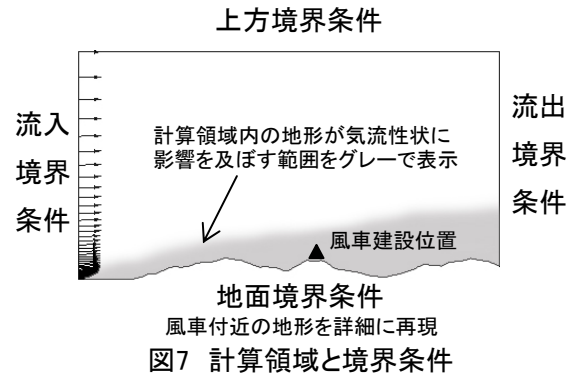 上方境界条件
流入
境界
条件
計算領域内の地形が気流性状に
影響を及ぼす範囲をグレーで表示
流出
境界
条件
風車建設位置
地面境界条件
風車付近の地形を詳細に再現
図7 計算領域と境界条件